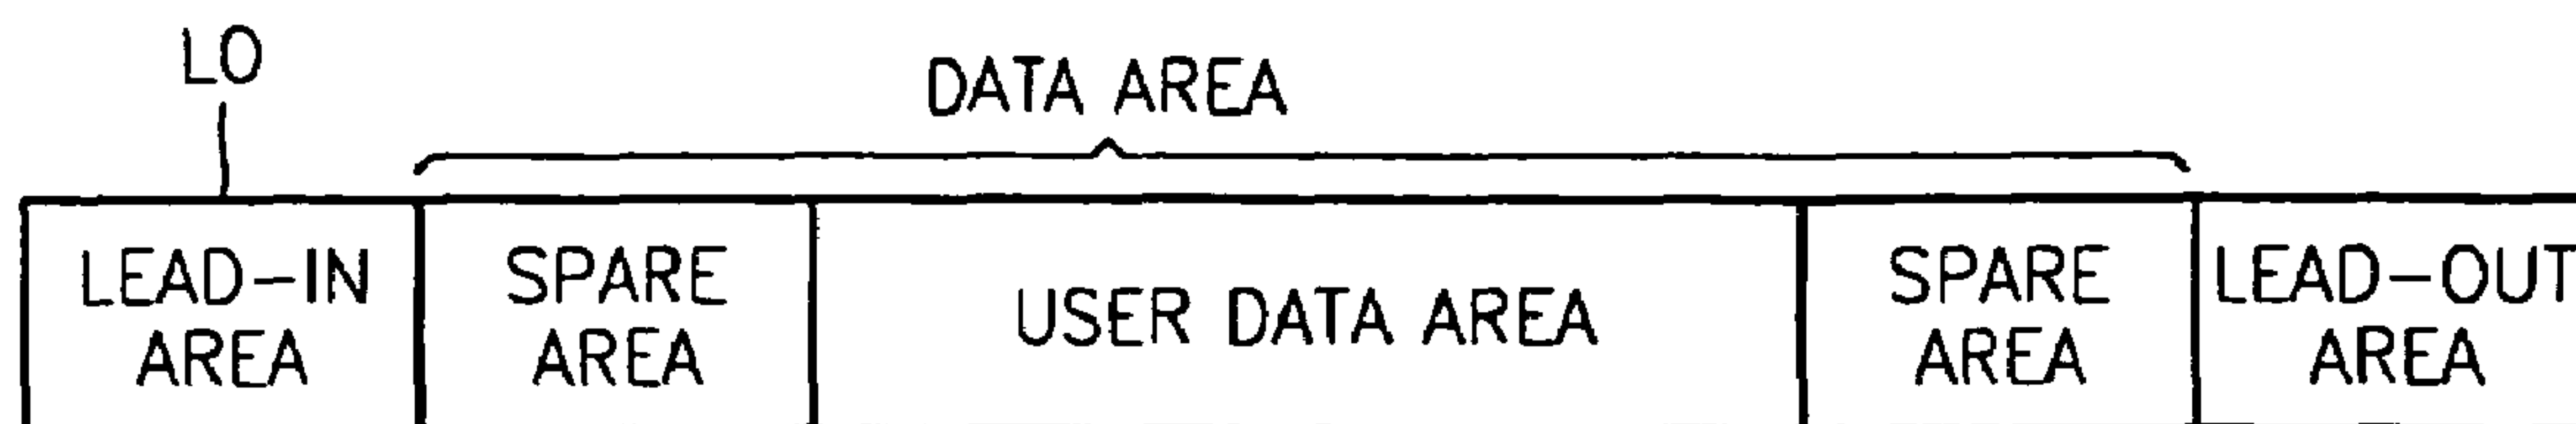 LO
DATA AREA
LEAD-IN
AREA
SPARE
AREA
USER DATA AREA
SPARE
AREA
LEAD-OUT
AREA